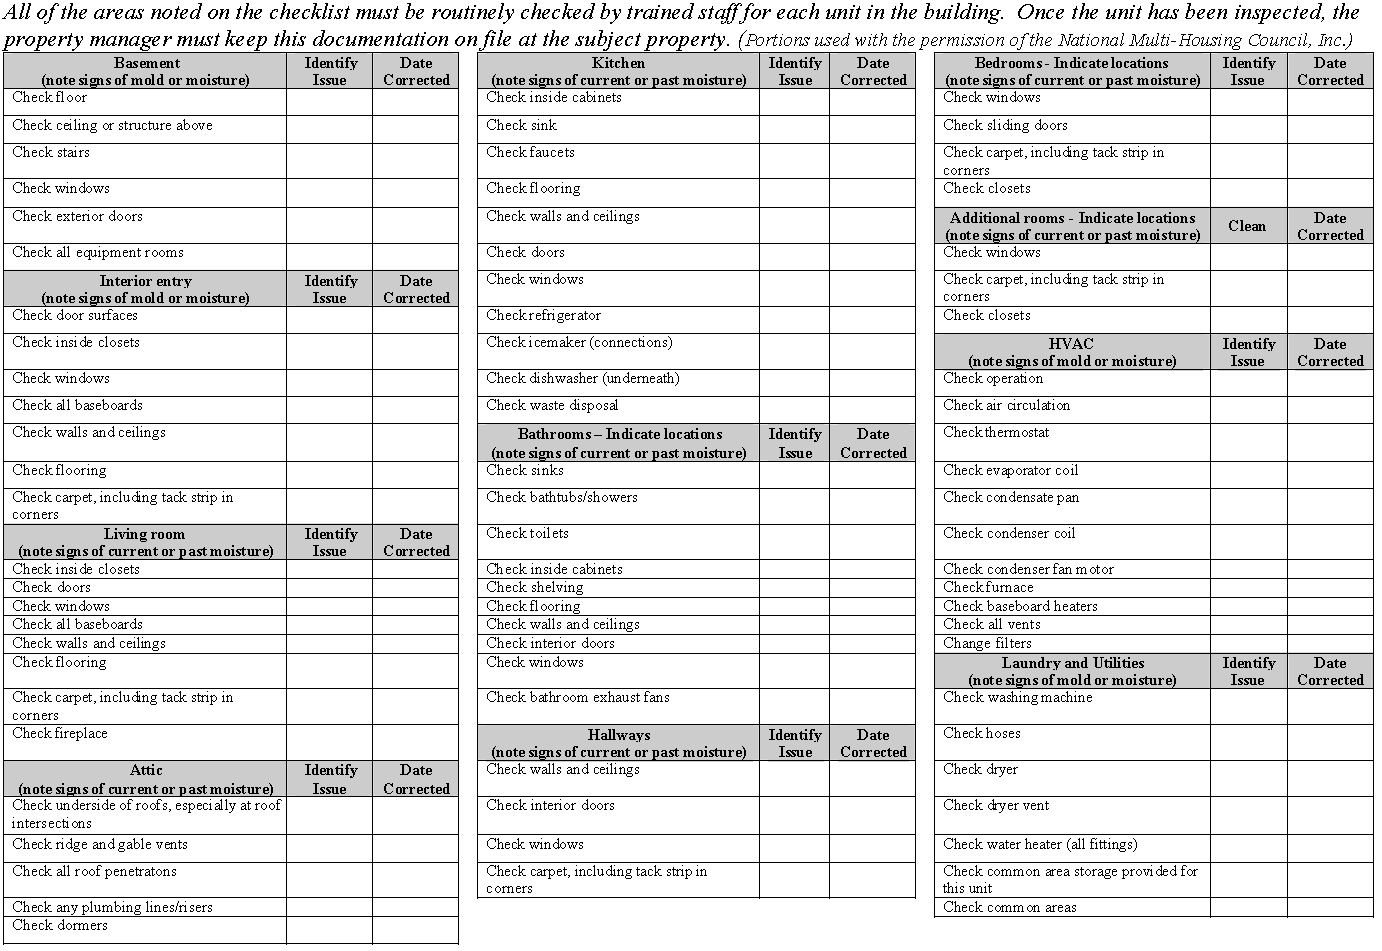 All of the areas noted on the checklist must be routinely checked by trained staff for each unit in the building.  Once the unit has been inspected, the
property manager must keep this documentation on file at the subject property. (Portions used with the permission of the National Multi-Housing Council, Inc.)
Basement Identify Date
(note signs of mold or moisture) Issue Corrected
Check floor
Check ceiling or structure above
Check stairs
Check windows
Check exterior doors
Check all equipment rooms
Interior entry Identify Date
(note signs of mold or moisture) Issue Corrected
Check door surfaces
Check inside closets
Check windows
Check all baseboards
Check walls and ceilings
Check flooring
Check carpet, including tack strip in
corners
Living room Identify Date
(note signs of current or past moisture) Issue Corrected
Check inside closets
Check doors
Check windows
Check all baseboards
Check walls and ceilings
Check flooring
Check carpet, including tack strip in
corners
Check fireplace
Attic Identify Date
(note signs of current or past moisture) Issue Corrected
Check underside of roofs, especially at roof
intersections
Check ridge and gable vents
Check all roof penetratons
Check any plumbing lines/risers
Check dormers
Kitchen Identify Date
(note signs of current or past moisture) Issue Corrected
Check inside cabinets
Check sink
Check faucets
Check flooring
Check walls and ceilings
Check doors
Check windows
Check refrigerator
Check icemaker (connections)
Check dishwasher (underneath)
Check waste disposal
Bathrooms – Indicate locations Identify Date
(note signs of current or past moisture) Issue Corrected
Check sinks
Check bathtubs/showers
Check toilets
Check inside cabinets
Check shelving
Check flooring
Check walls and ceilings
Check interior doors
Check windows
Check bathroom exhaust fans
Hallways Identify Date
(note signs of current or past moisture) Issue Corrected
Check walls and ceilings
Check interior doors
Check windows
Check carpet, including tack strip in
corners
Bedrooms - Indicate locations Identify Date
(note signs of current or past moisture) Issue Corrected
Check windows
Check sliding doors
Check carpet, including tack strip in
corners
Check closets
Additional rooms - Indicate locations Clean Date
(note signs of current or past moisture) Corrected
Check windows
Check carpet, including tack strip in
corners
Check closets
HVAC Identify Date
(note signs of mold or moisture) Issue Corrected
Check operation
Check air circulation
Check thermostat
Check evaporator coil
Check condensate pan
Check condenser coil
Check condenser fan motor
Check furnace
Check baseboard heaters
Check all vents
Change filters
Laundry and Utilities Identify Date
(note signs of mold or moisture) Issue Corrected
Check washing machine
Check hoses
Check dryer
Check dryer vent
Check water heater (all fittings)
Check common area storage provided for
this unit
Check common areas